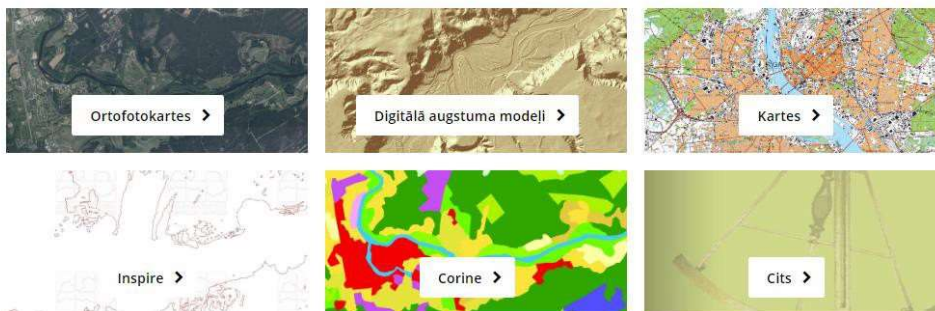 Ortofotokartes
Digitālā augstuma modeļi
Kartes
Inspire
Corine
Cits